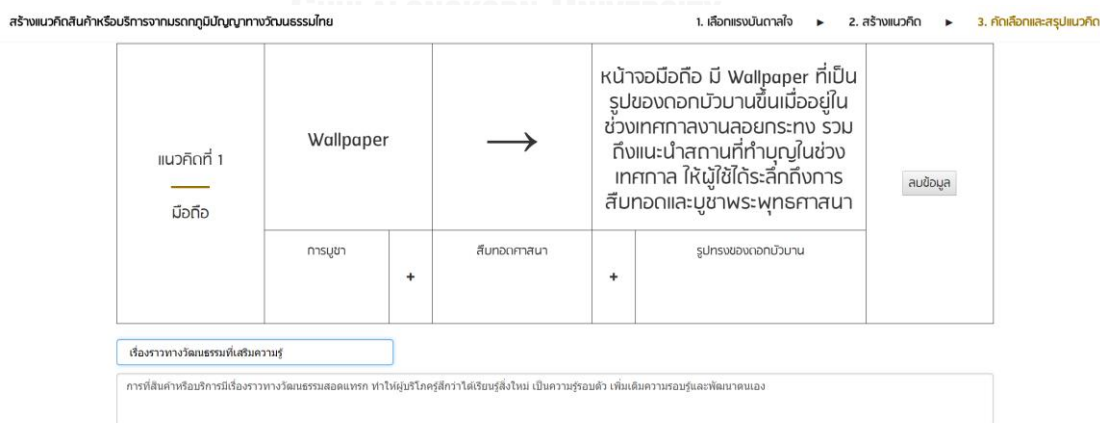 สร้างแนวคิดสินค้าหรือบริการจากมรดกภูมิปัญญาทางวัฒนธรรมไทย
1. เลือกแรงบันดาลใจ ► 2. สร้างแนวคิด ► 3. คัดเลือกและสรุปแนวคิด
แนวคิดที่ 1
มือถือ
Wallpaper
→
หน้าจอมือถือ มี Wallpaper ที่เป็น
รูปของดอกบัวบานขึ้นเมื่ออยู่ใน
ช่วงเทศกาลงานลอยกระทง รวม
ถึงแนะนำสถานที่ทำบุญในช่วง
เทศกาล ให้ผู้ใช้ได้ระลึกถึงการ
สืบทอดและบูชาพระพุทธศาสนา
ลบข้อมูล
การบูชา + สืบทอดศาสนา + รูปทรงของดอกบัวบาน
เรื่องราวทางวัฒนธรรมที่เสริมความรู้
การที่สินค้าหรือบริการมีเรื่องราวทางวัฒนธรรมสอดแทรก ทำให้ผู้บริโภครู้สึกว่าได้เรียนรู้สิ่งใหม่ เป็นความรู้รอบตัว เพิ่มเติมความรอบรู้และพัฒนาตนเอง